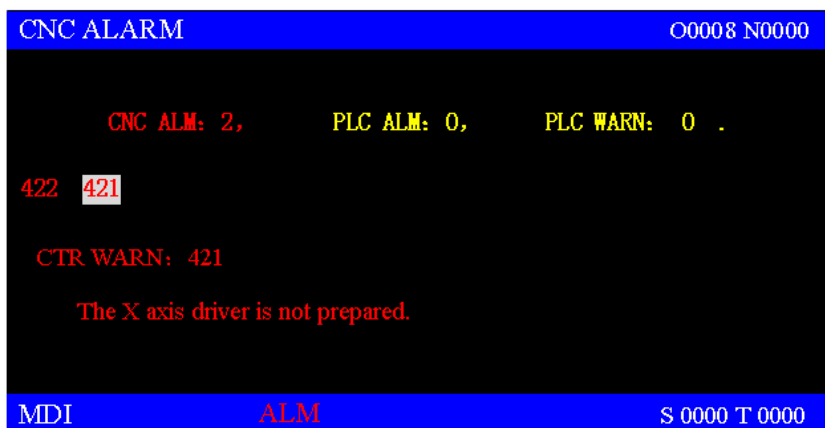 CNC ALARM O0008 N0000
CNC ALM: 2, PLC ALM: 0, PLC WARN: 0 .
422 421
CTR WARN: 421
The X axis driver is not prepared.
MDI ALM S 0000 T 0000